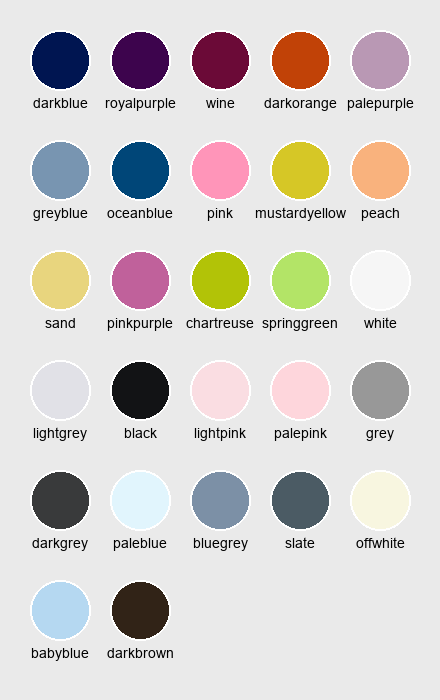 darkblue royalpurple wine darkorange palepurple
greyblue oceanblue pink mustardyellow peach
sand pinkpurple chartreuse springgreen white
lightgrey black lightpink palepink grey
darkgrey paleblue bluegrey slate offwhite
babyblue darkbrown